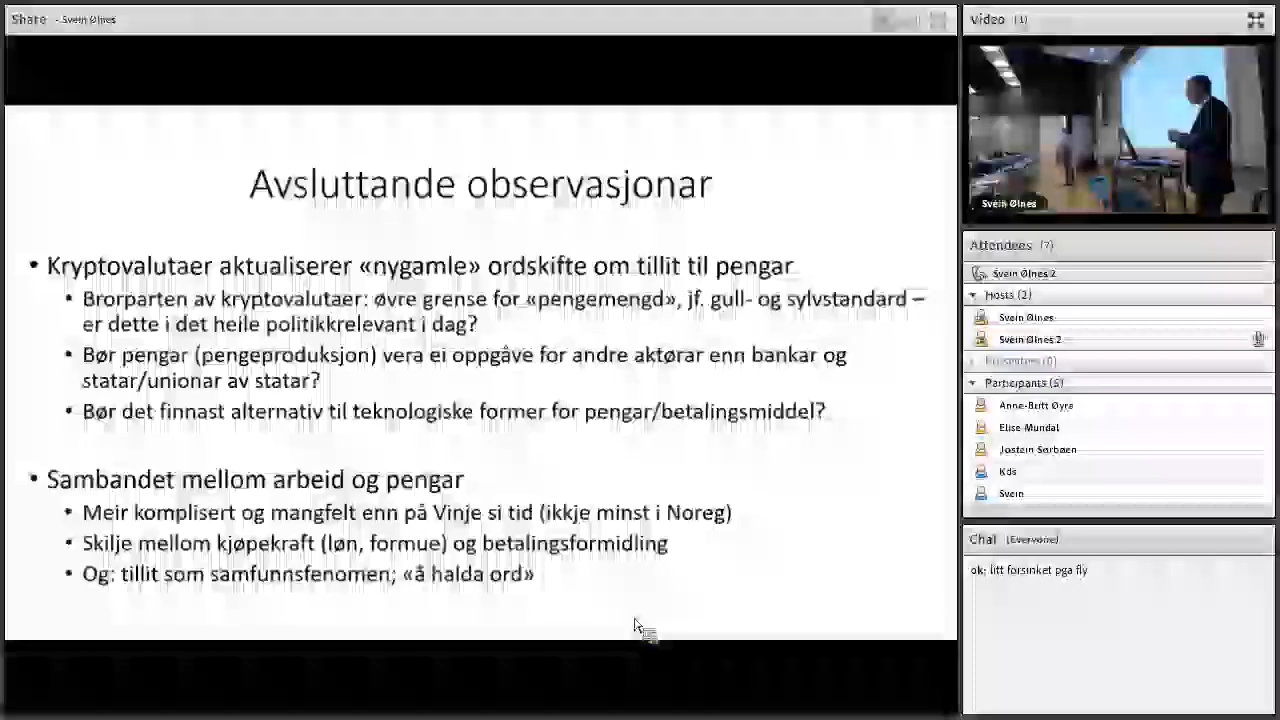 Share - Svein Ølnes
Avsluttande observasjonar
• Kryptovalutaer aktualiserer «nygamle» ordskifte om tillit til pengar
• Brorparten av kryptovalutaer: øvre grense for «pengemengd», jf. gull- og sylvstandard –
er dette i det heile politikkrelevant i dag?
• Bør pengar (pengeproduksjon) vera ei oppgåve for andre aktørar enn bankar og
statar/unionar av statar?
• Bør det finnast alternativ til teknologiske former for pengar/betalingsmiddel?
• Sambandet mellom arbeid og pengar
• Meir komplisert og mangfelt enn på Vinje si tid (ikkje minst i Noreg)
• Skilje mellom kjøpekraft (løn, formue) og betalingsformidling
• Og: tillit som samfunnsfenomen; «å halda ord»
Video (1)
Svein Ølnes
Attendees (7)
Svein Ølnes 2
Hosts (2)
Svein Ølnes
Svein Ølnes 2
Presenters (0)
Participants (5)
Anne-Britt Øyre
Elise Mundal
Jostein Sørbøen
Kds
Svein
Chat (Everyone)
ok; litt forsinket pga fly